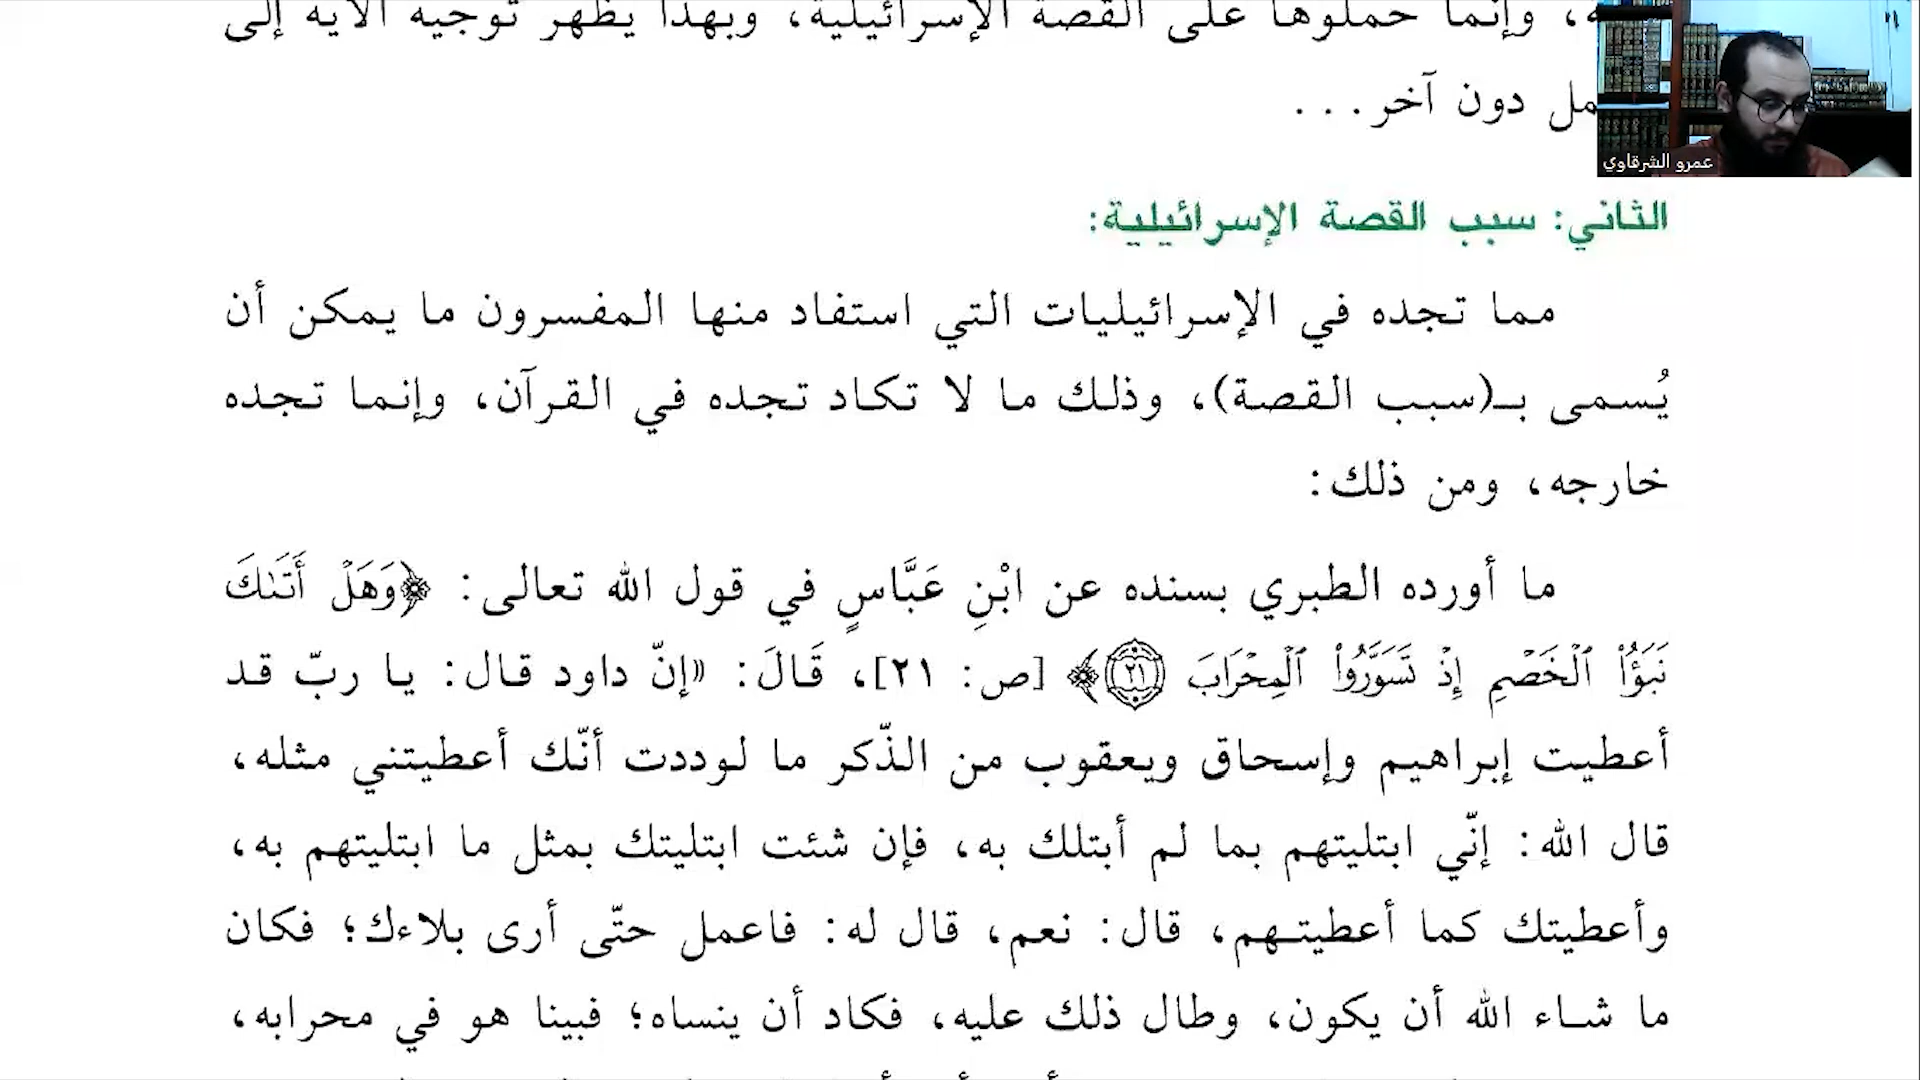 وإنما حملوها على القصة الإسرائيلية، وبهذا يظهر توجيه الآية إلى
دون آخر...
عمرو الشرقاوي
الثاني: سبب القصة الإسرائيلية:
مما تجده في الإسرائيليات التي استفاد منها المفسرون ما يمكن أن
يُسمى بـ(سبب القصة)، وذلك ما لا تكاد تجده في القرآن، وإنما تجده
خارجه، ومن ذلك:
ما أورده الطبري بسنده عن ابْنِ عَبَّاسٍ في قول الله تعالى: ﴿وَهَلْ أَتَىٰكَ
نَبَؤُاْ ٱلْخَصْمِ إِذْ تَسَوَّرُواْ ٱلْمِحْرَابَ ٢١﴾ [ص: ٢١]، قَالَ: «إنّ داود قال: يا ربّ قد
أعطيت إبراهيم وإسحاق ويعقوب من الذّكر ما لوددت أنّك أعطيتني مثله،
قال الله: إنّي ابتليتهم بما لم أبتلك به، فإن شئت ابتليتك بمثل ما ابتليتهم به،
وأعطيتك كما أعطيتهم، قال: نعم، قال له: فاعمل حتّى أرى بلاءك؛ فكان
ما شاء الله أن يكون، وطال ذلك عليه، فكاد أن ينساه؛ فبينا هو في محرابه،